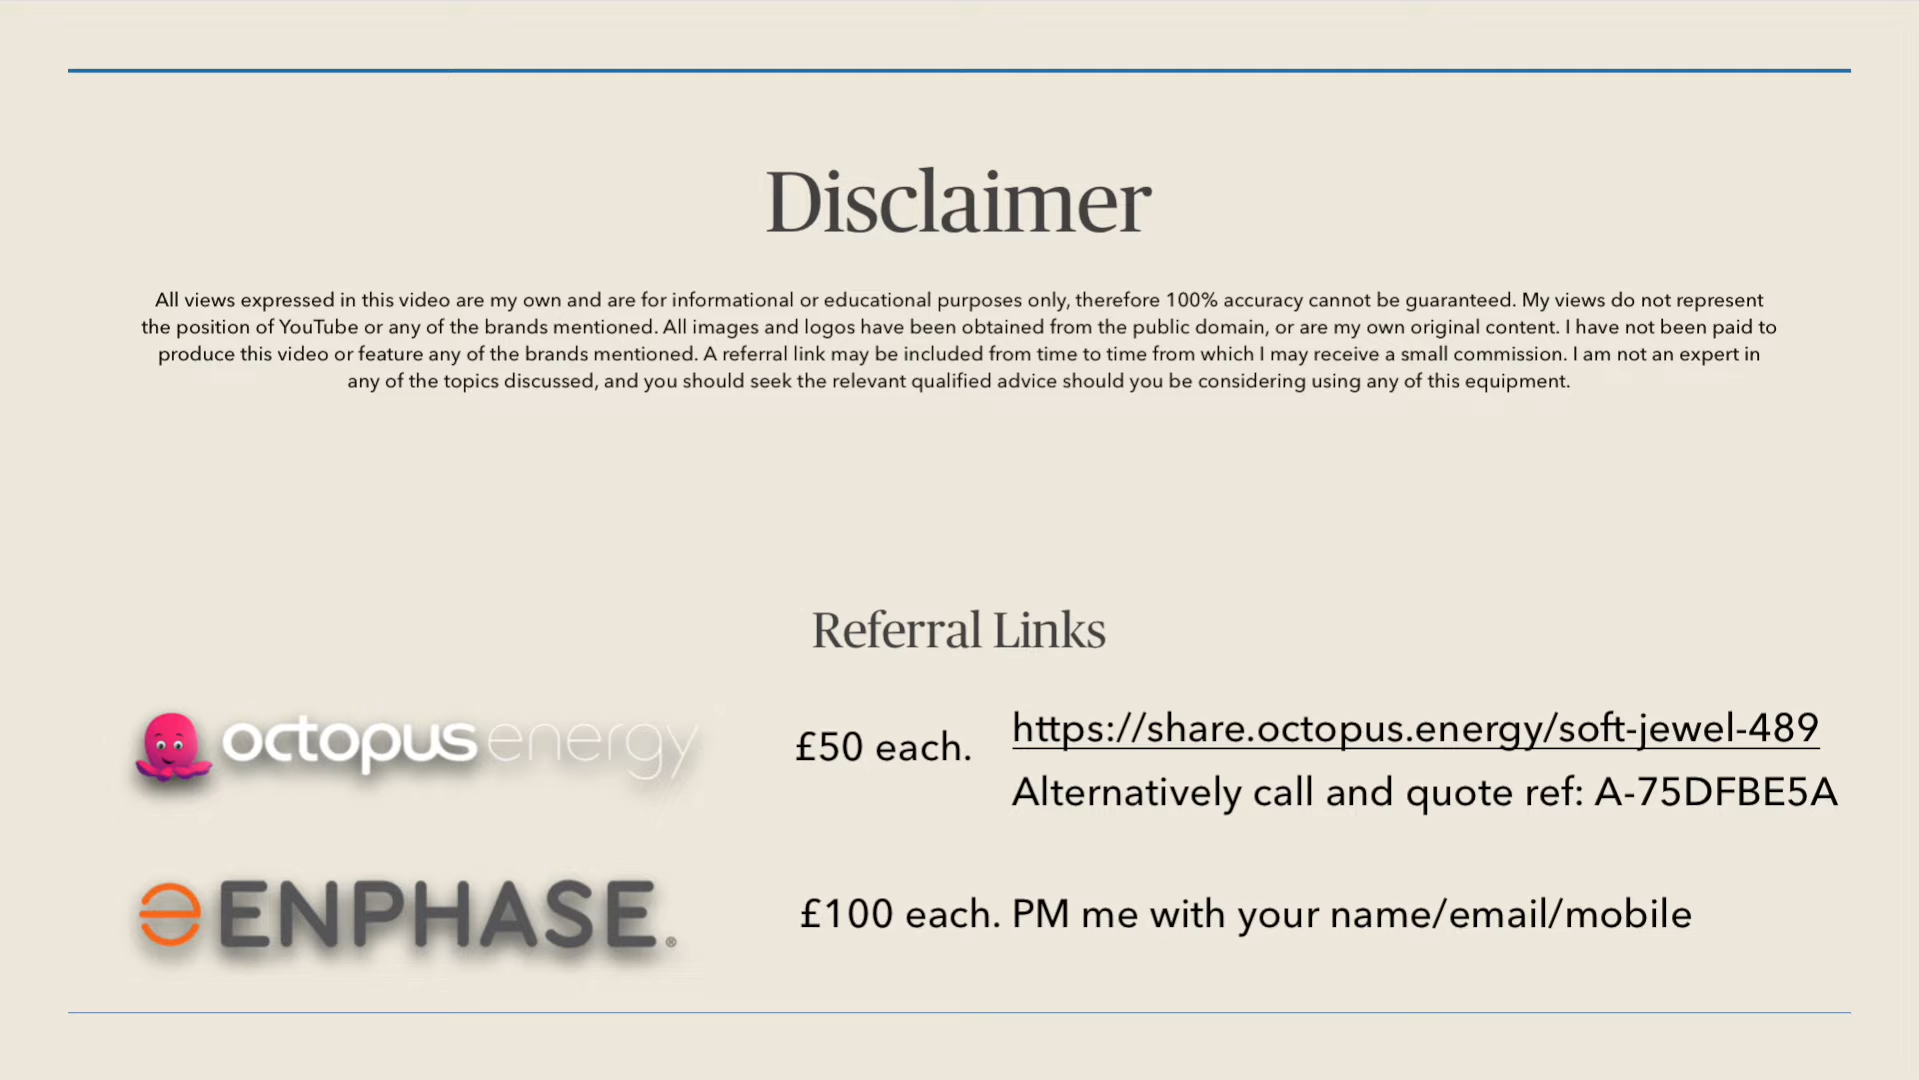 Disclaimer
All views expressed in this video are my own and are for informational or educational purposes only, therefore 100% accuracy cannot be guaranteed. My views do not represent
the position of YouTube or any of the brands mentioned. All images and logos have been obtained from the public domain, or are my own original content. I have not been paid to
produce this video or feature any of the brands mentioned. A referral link may be included from time to time from which I may receive a small commission. I am not an expert in
any of the topics discussed, and you should seek the relevant qualified advice should you be considering using any of this equipment.
Referral Links
octopus energy
£50 each.
https://share.octopus.energy/soft-jewel-489
Alternatively call and quote ref: A-75DFBE5A
ENPHASE®
£100 each. PM me with your name/email/mobile